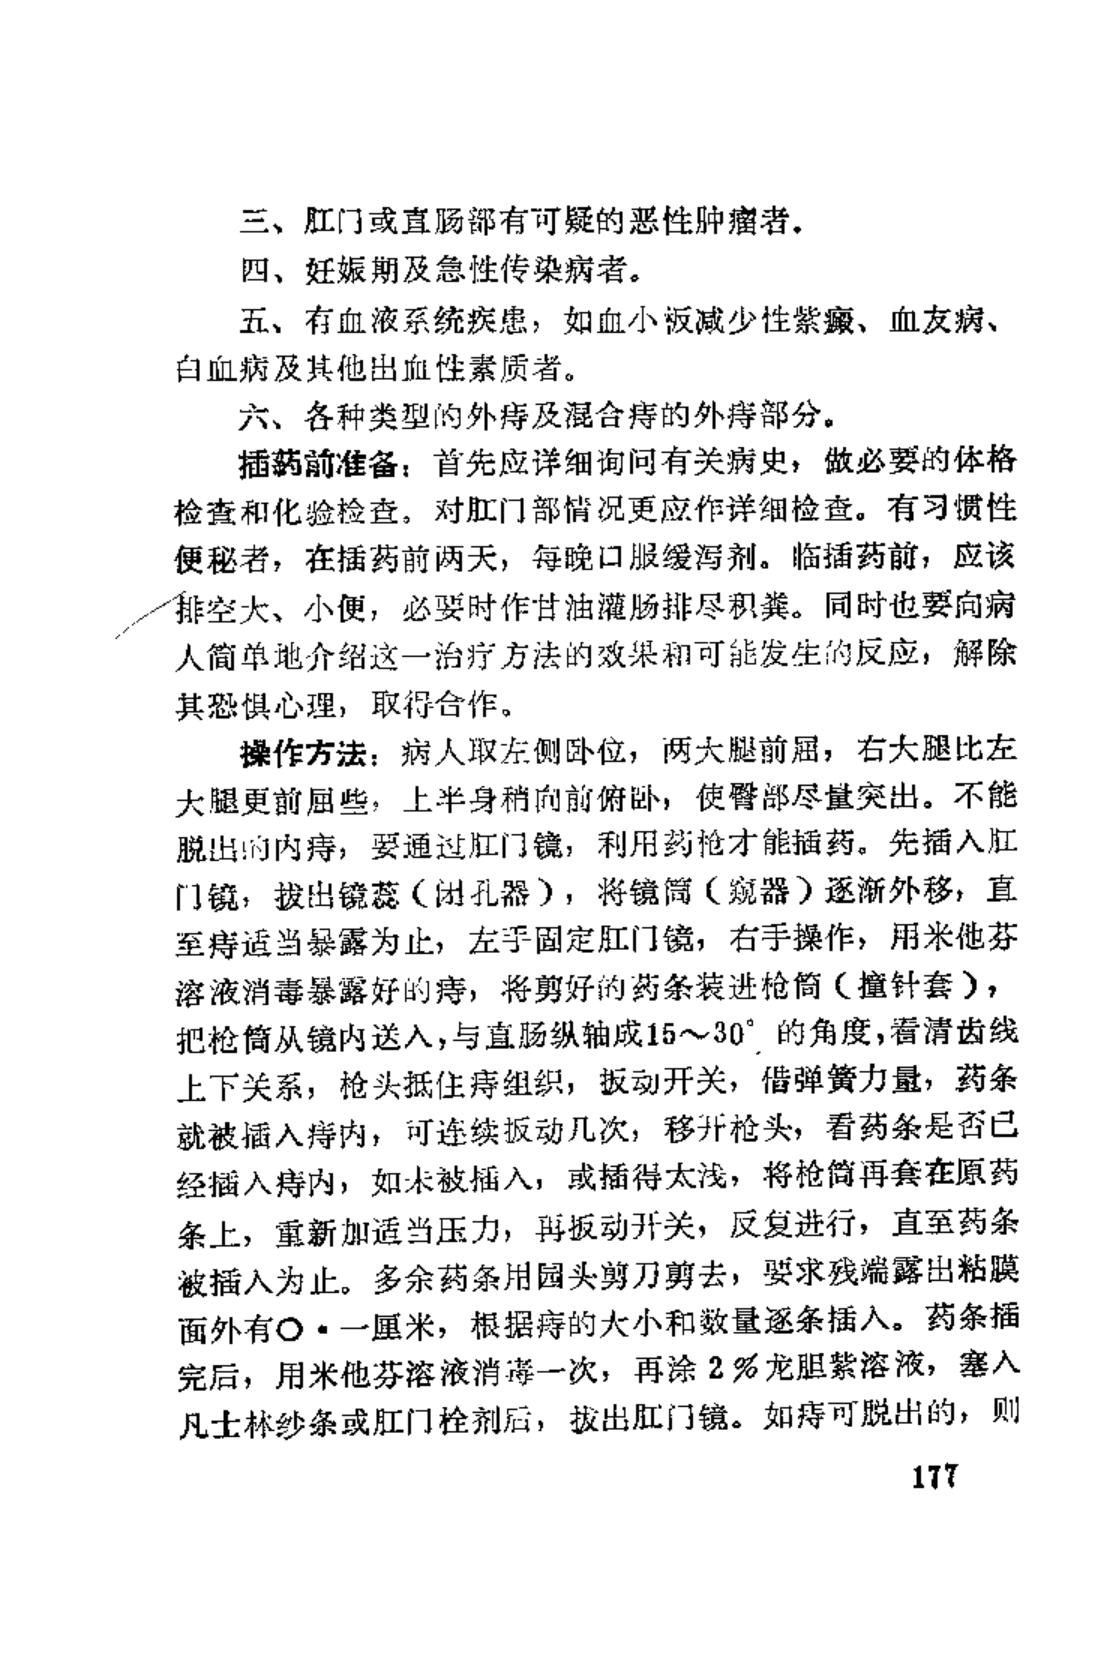 三、肛门或直肠部有可疑的恶性肿瘤者．
四、妊娠期及急性传染病者。
五、有血液系统疾患，如血小板减少性紫癜、血友病、
白血病及其他出血性素质者。
六、各种类型的外痔及混合痔的外痔部分。
插药前准备：首先应详细询问有关病史，做必要的体格
检查和化验检查。对肛门部情况更应作详细检查。有习惯性
便秘者，在插药前两天，每晚口服缓泻剂。临插药前，应该
排空大、小便，必要时作甘油灌肠排尽积粪。同时也要向病
人简单地介绍这一治疗方法的效果和可能发生的反应，解除
其恐惧心理，取得合作。
操作方法：病人取左侧卧位，两大腿前屈，右大腿比左
大腿更前屈些，上半身稍向前俯卧，使臀部尽量突出。不能
脱出的内痔，要通过肛门镜，利用药枪才能插药。先插入肛
门镜，拔出镜蕊（闭孔器），将镜筒（窥器）逐渐外移，直
至痔适当暴露为止，左手固定肛门镜，右手操作，用米他芬
溶液消毒暴露好的痔，将剪好的药条装进枪筒（撞针套），
把枪筒从镜内送入，与直肠纵轴成15～30°的角度，看清齿线
上下关系，枪头抵住痔组织，扳动开关，借弹簧力量，药条
就被插入痔内，可连续扳动几次，移开枪头，看药条是否已
经插入痔内，如未被插入，或插得太浅，将枪筒再套在原药
条上，重新加适当压力，再扳动开关，反复进行，直至药条
被插入为止。多余药条用园头剪刀剪去，要求残端露出粘膜
面外有〇·一厘米，根据痔的大小和数量逐条插入。药条插
完后，用米他芬溶液消毒一次，再涂2％龙胆紫溶液，塞入
凡士林纱条或肛门栓剂后，拔出肛门镜。如痔可脱出的，则
177